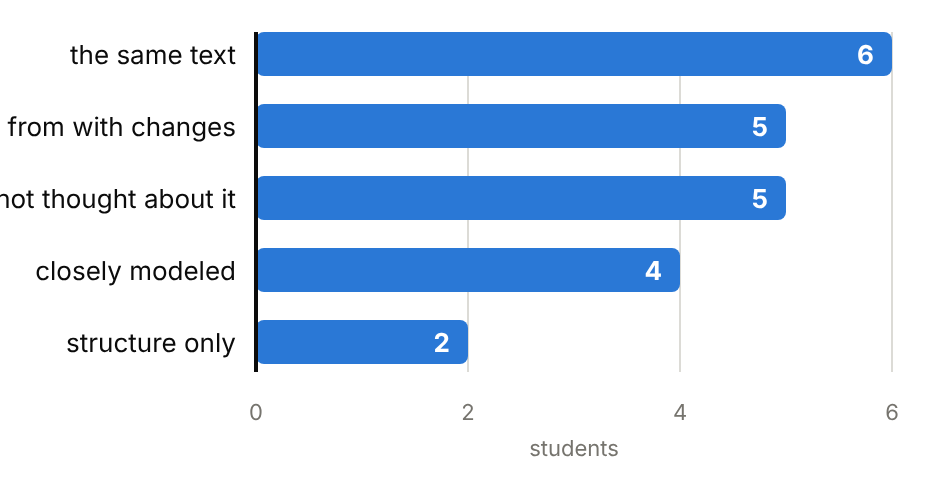 the same text 6
from with changes 5
not thought about it 5
closely modeled 4
structure only 2
0 2 4 6
students